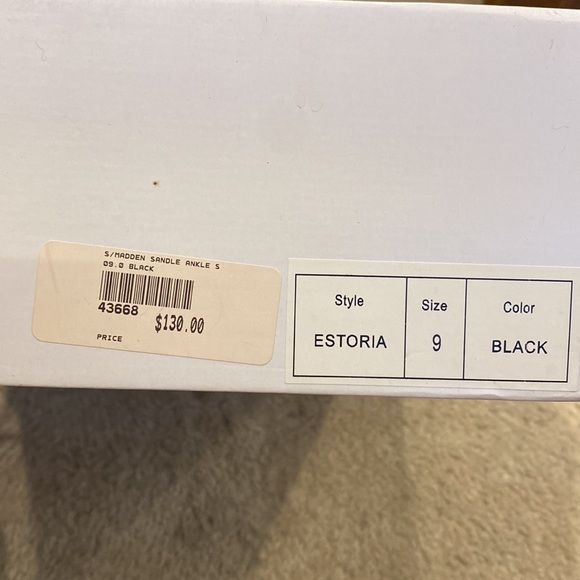 S/MADDEN SANDLE ANKLE S
09.0 BLACK
43668
$130.00
PRICE
Style Size Color
ESTORIA 9 BLACK